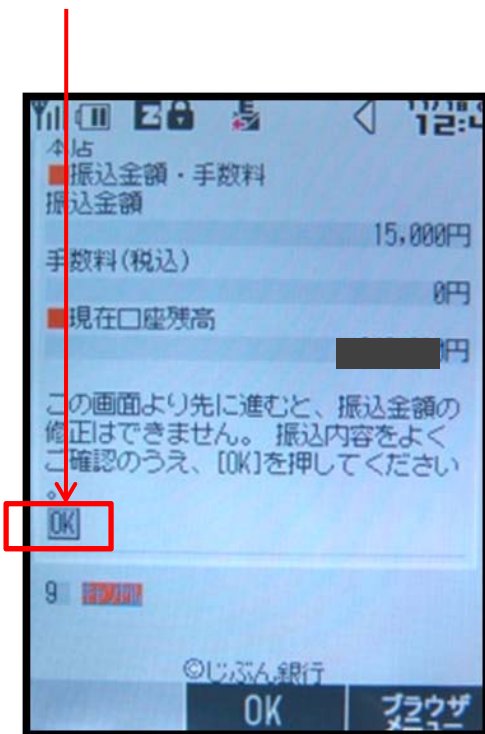 11/18
12:4
本店
■振込金額・手数料
振込金額
15,000円
手数料(税込)
0円
■現在口座残高
円
この画面より先に進むと、振込金額の
修正はできません。 振込内容をよく
ご確認のうえ、[OK]を押してください
。
OK
9
©じぶん銀行
OK
ブラウザ
メニュー